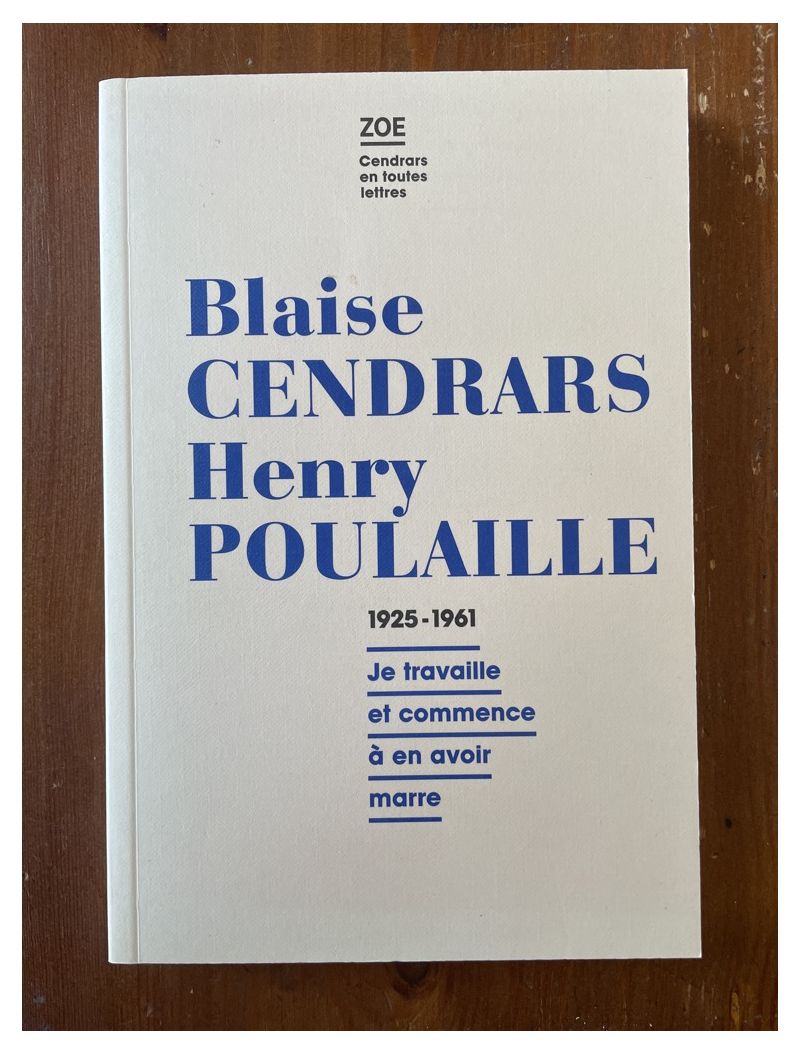 ZOE
Cendrars
en toutes
lettres
Blaise
CENDRARS
Henry
POULAILLE
1925-1961
Je travaille
et commence
à en avoir
marre